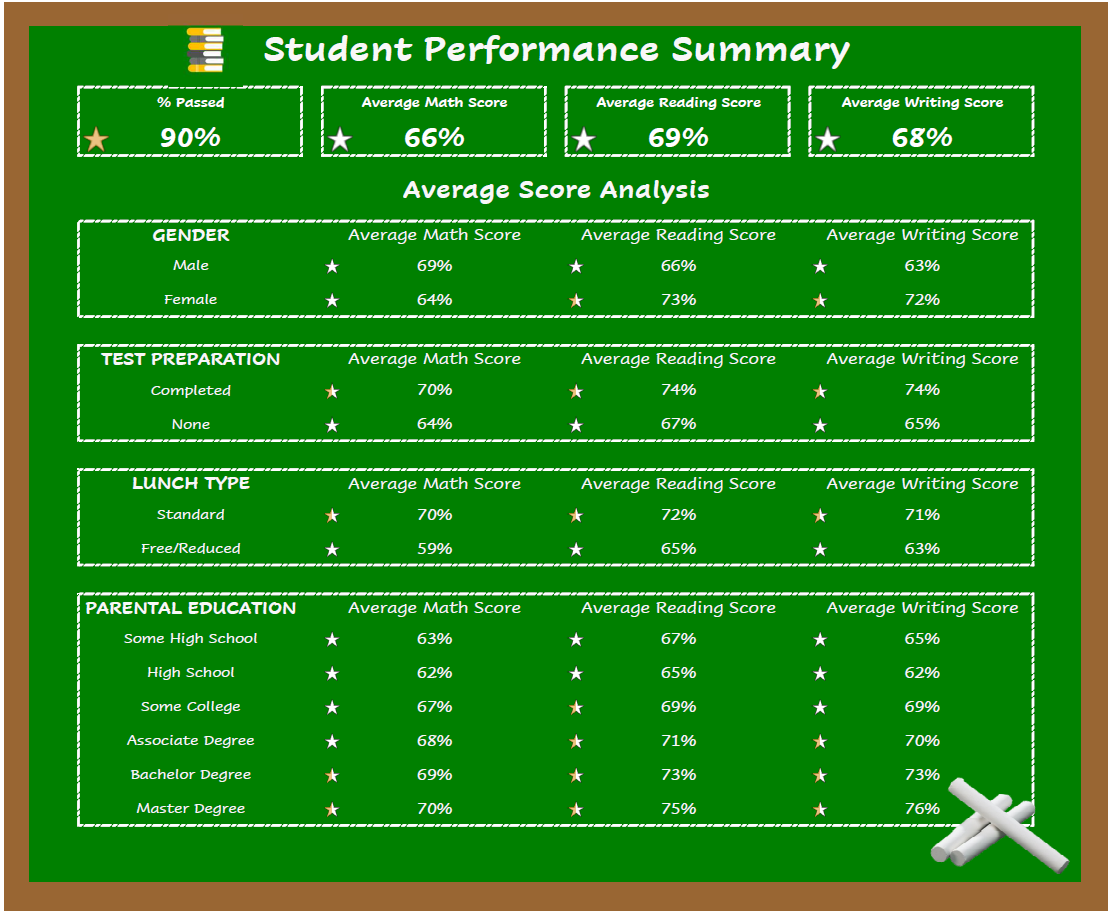 Student Performance Summary
% Passed Average Math Score Average Reading Score Average Writing Score
90% 66% 69% 68%
Average Score Analysis
GENDER Average Math Score Average Reading Score Average Writing Score
Male 69% 66% 63%
Female 64% 73% 72%
TEST PREPARATION Average Math Score Average Reading Score Average Writing Score
Completed 70% 74% 74%
None 64% 67% 65%
LUNCH TYPE Average Math Score Average Reading Score Average Writing Score
Standard 70% 72% 71%
Free/Reduced 59% 65% 63%
PARENTAL EDUCATION Average Math Score Average Reading Score Average Writing Score
Some High School 63% 67% 65%
High School 62% 65% 62%
Some College 67% 69% 69%
Associate Degree 68% 71% 70%
Bachelor Degree 69% 73% 73%
Master Degree 70% 75% 76%